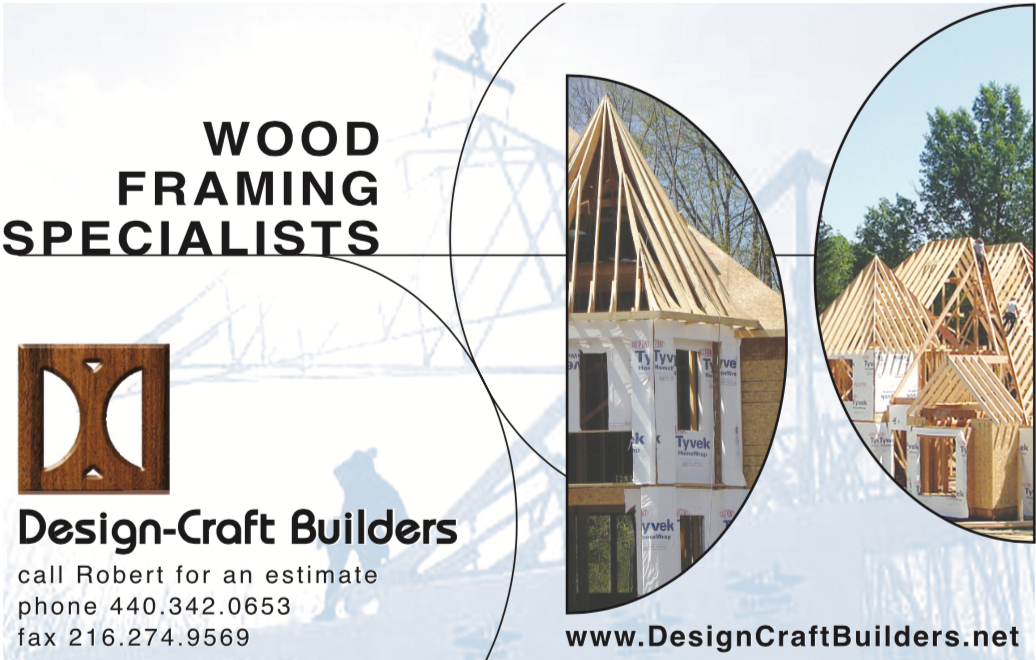 WOOD
FRAMING
SPECIALISTS
Design-Craft Builders
call Robert for an estimate
phone 440.342.0653
fax 216.274.9569
Tyvek
HomeWrap
Tyvek
www.DesignCraftBuilders.net